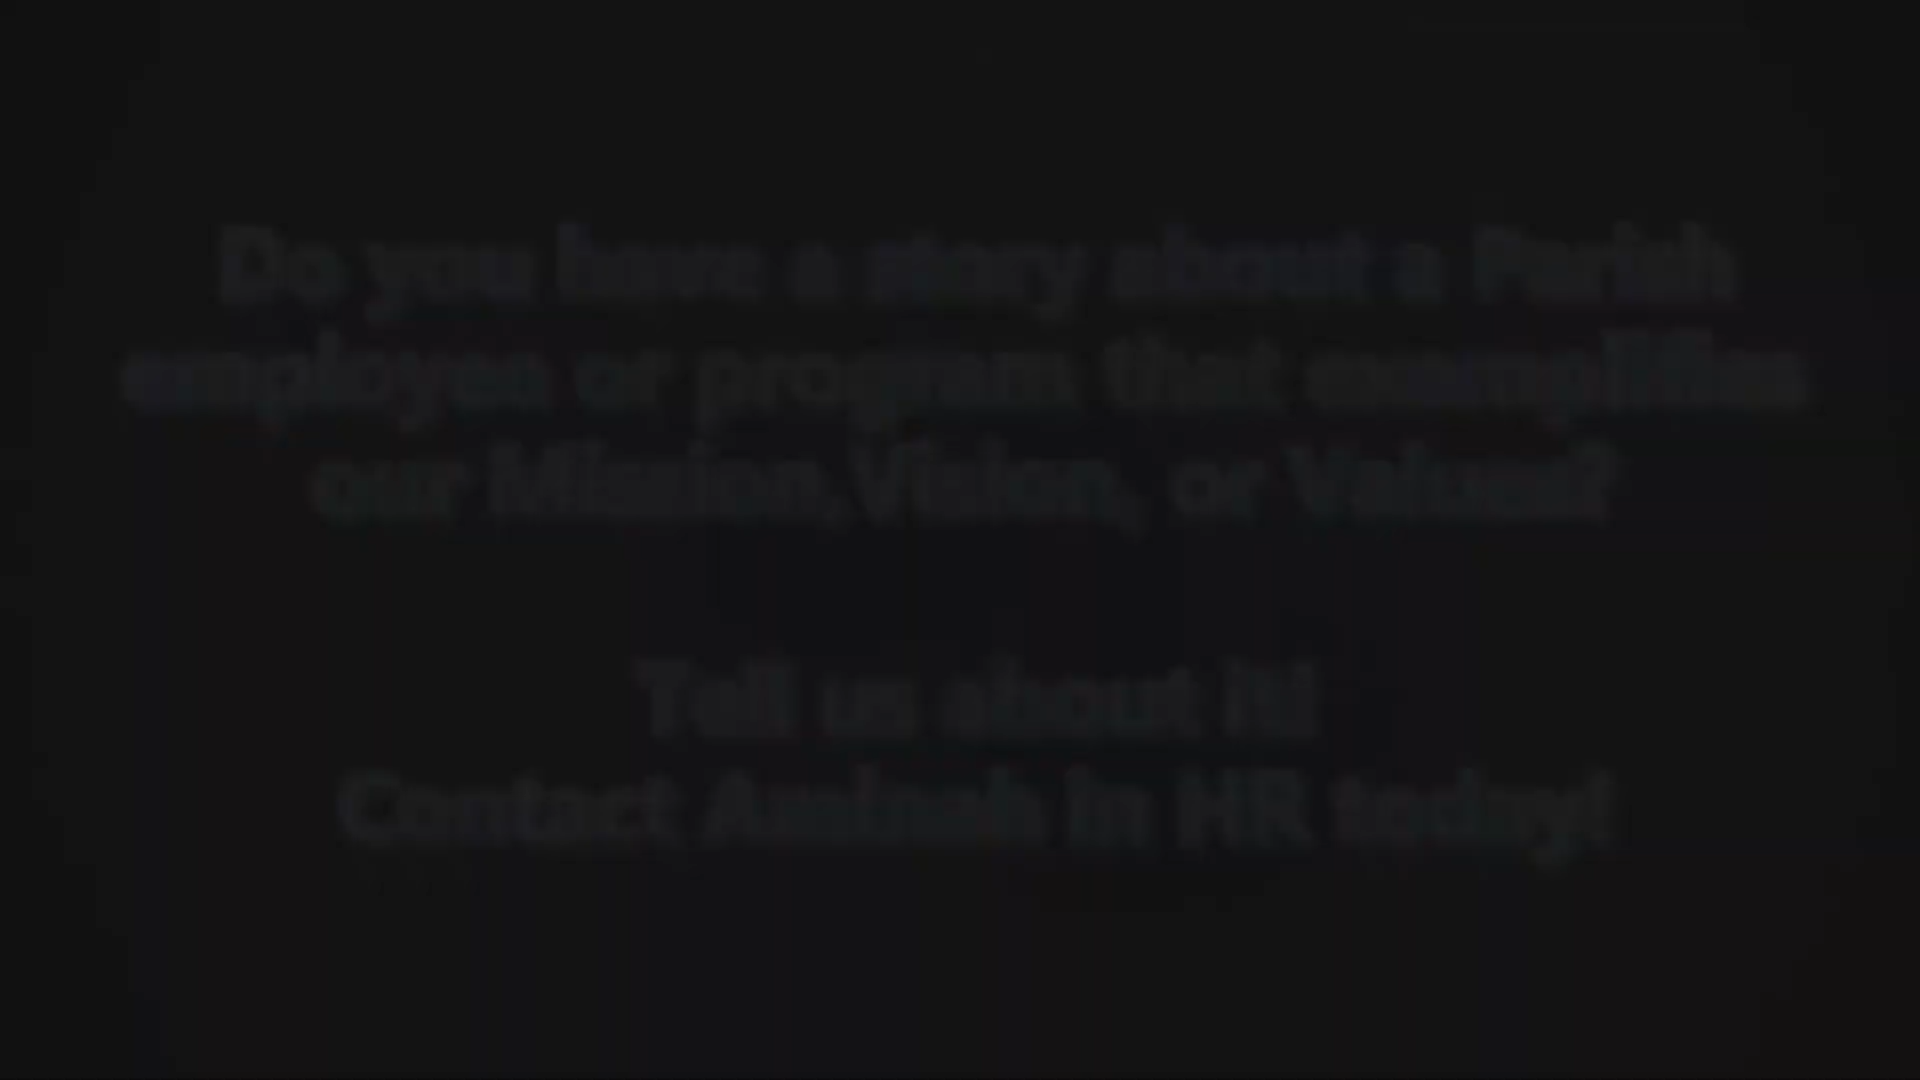 Do you have a story about a Parish
employee or program that exemplifies
our Mission, Vision, or Values?
Tell us about it!
Contact Aminah in HR today!